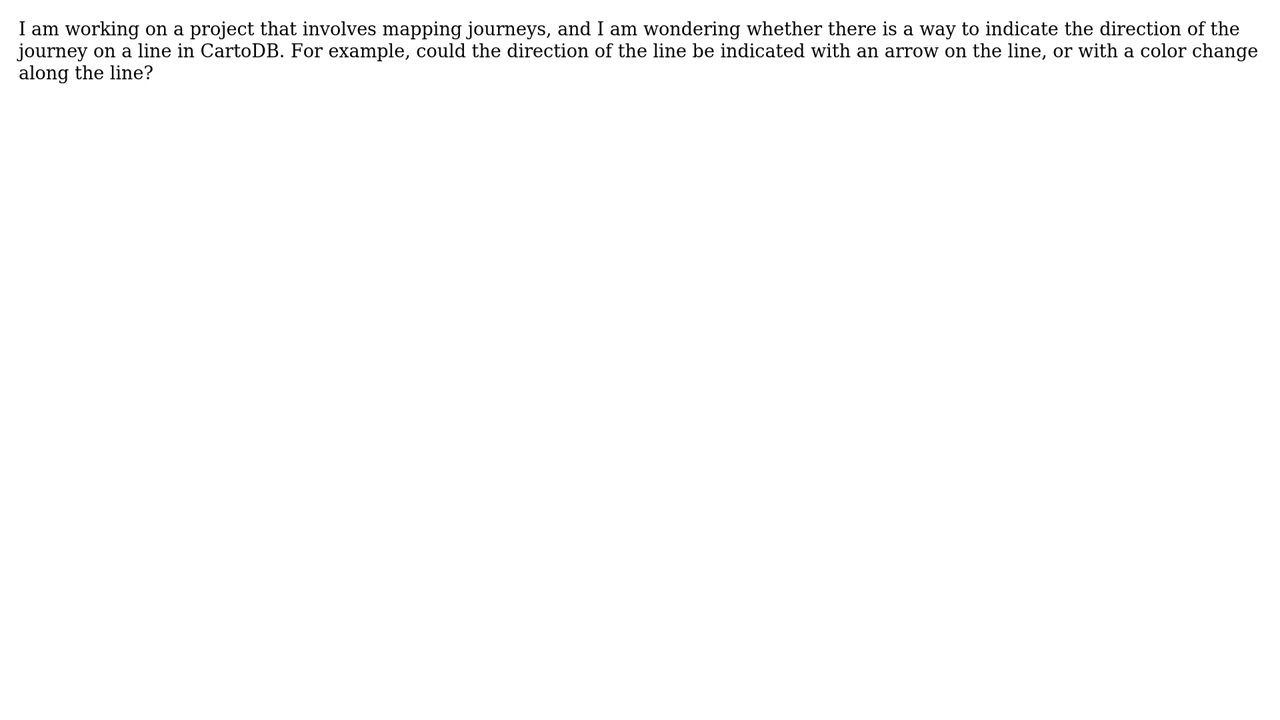 I am working on a project that involves mapping journeys, and I am wondering whether there is a way to indicate the direction of the
journey on a line in CartoDB. For example, could the direction of the line be indicated with an arrow on the line, or with a color change
along the line?